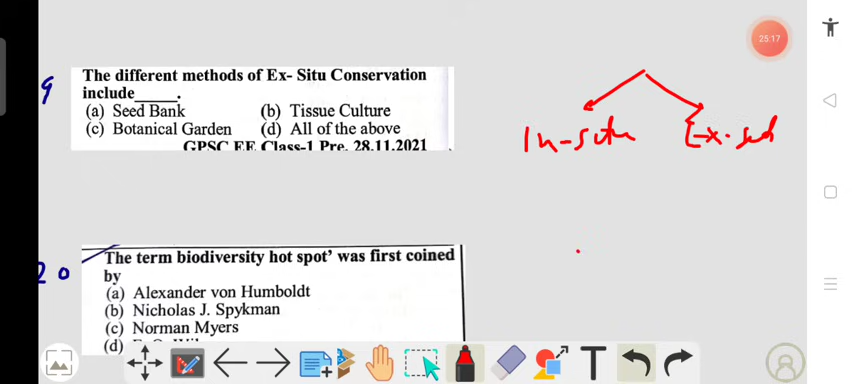 25:17
9
The different methods of Ex- Situ Conservation
include_____.
(a) Seed Bank (b) Tissue Culture
(c) Botanical Garden (d) All of the above
GPSC EE Class-1 Pre. 28.11.2021
In-situ Ex-
20
The term biodiversity hot spot' was first coined
by
(a) Alexander von Humboldt
(b) Nicholas J. Spykman
(c) Norman Myers
(d)
T